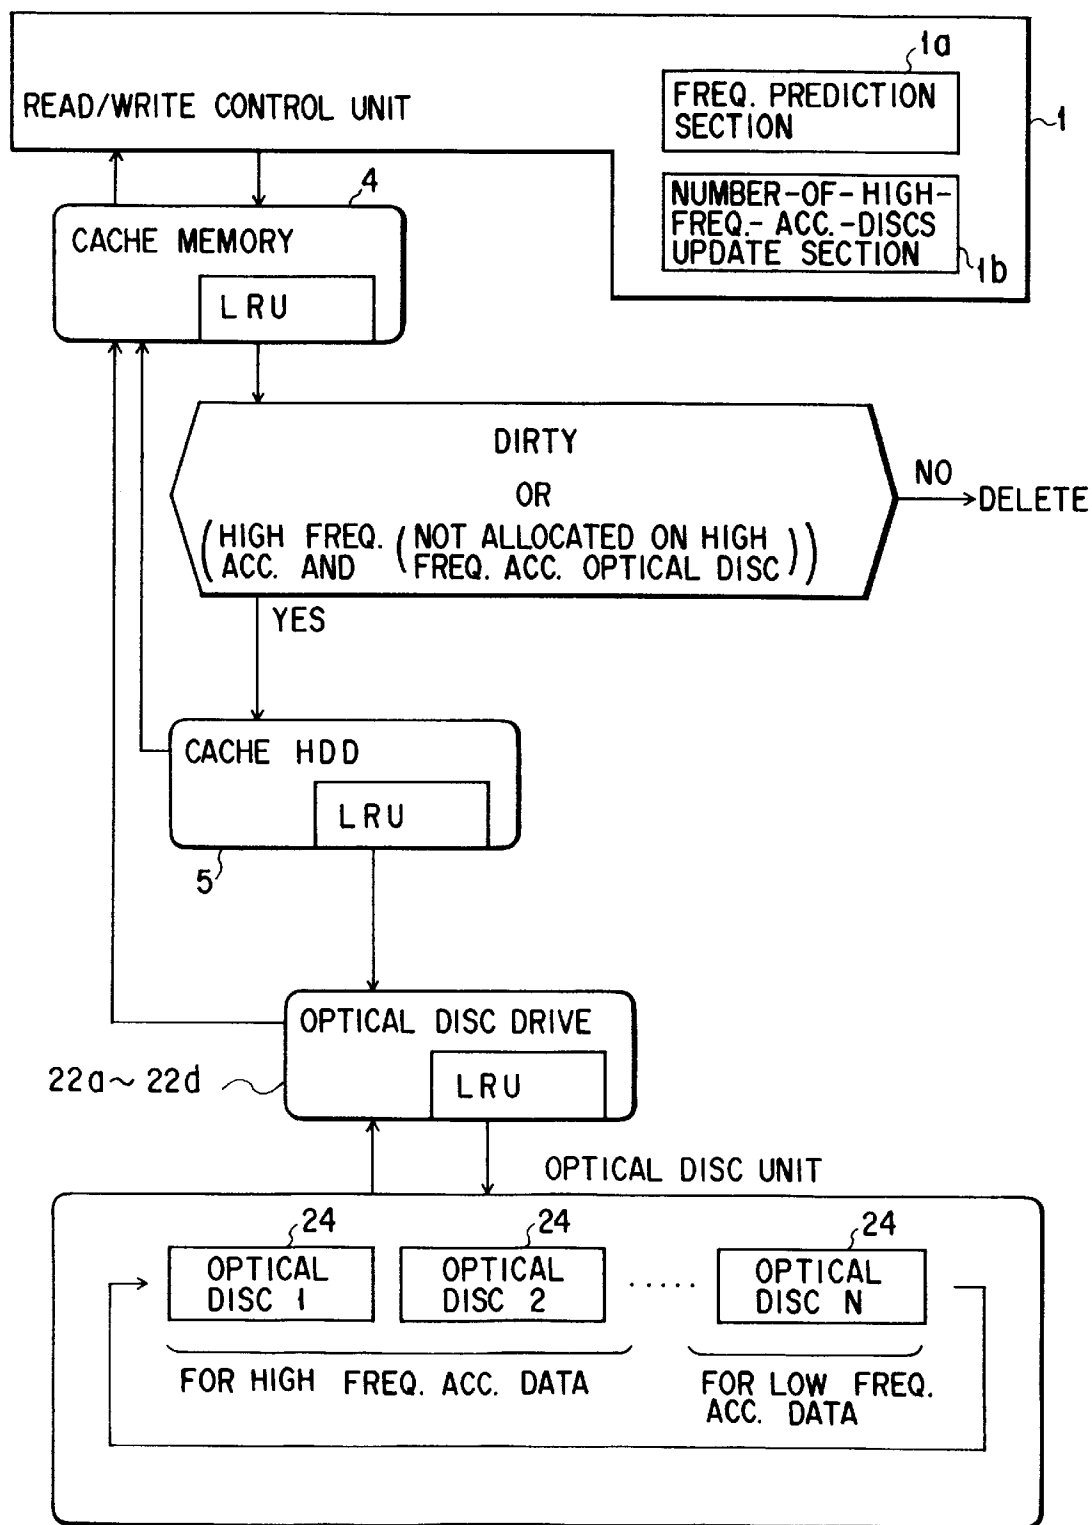 1a
READ/WRITE CONTROL UNIT
FREQ. PREDICTION
SECTION
1
NUMBER-OF-HIGH-
FREQ.-ACC.-DISCS
UPDATE SECTION
1b
4
CACHE MEMORY
LRU
DIRTY
OR
(HIGH FREQ. (NOT ALLOCATED ON HIGH
ACC. AND FREQ. ACC. OPTICAL DISC))
NO
DELETE
YES
CACHE HDD
LRU
5
OPTICAL DISC DRIVE
LRU
22a~22d
OPTICAL DISC UNIT
24
24
24
OPTICAL
DISC 1
OPTICAL
DISC 2
.....
OPTICAL
DISC N
FOR HIGH FREQ. ACC. DATA
FOR LOW FREQ.
ACC. DATA